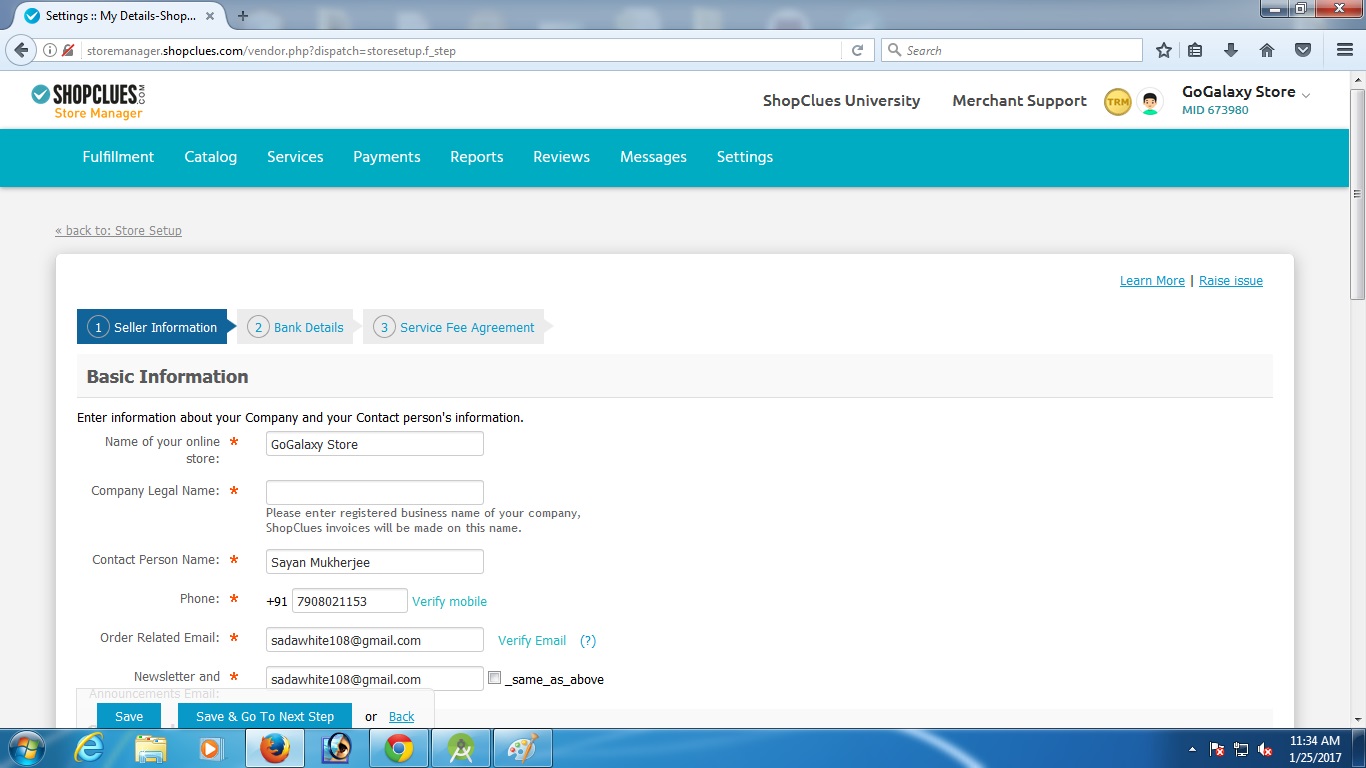 Settings :: My Details-Shop...
storemanager.shopclues.com/vendor.php?dispatch=storesetup.f_step
Search
SHOPCLUES.COM
Store Manager
ShopClues University
Merchant Support
TRM
GoGalaxy Store
MID 673980
Fulfillment
Catalog
Services
Payments
Reports
Reviews
Messages
Settings
« back to: Store Setup
Learn More | Raise issue
1 Seller Information
2 Bank Details
3 Service Fee Agreement
Basic Information
Enter information about your Company and your Contact person's information.
Name of your online * GoGalaxy Store
store:
Company Legal Name: *
Please enter registered business name of your company,
ShopClues invoices will be made on this name.
Contact Person Name: * Sayan Mukherjee
Phone: * +91 7908021153 Verify mobile
Order Related Email: * sadawhite108@gmail.com Verify Email (?)
Newsletter and * sadawhite108@gmail.com _same_as_above
Announcements Email:
Save Save & Go To Next Step or Back
11:34 AM
1/25/2017